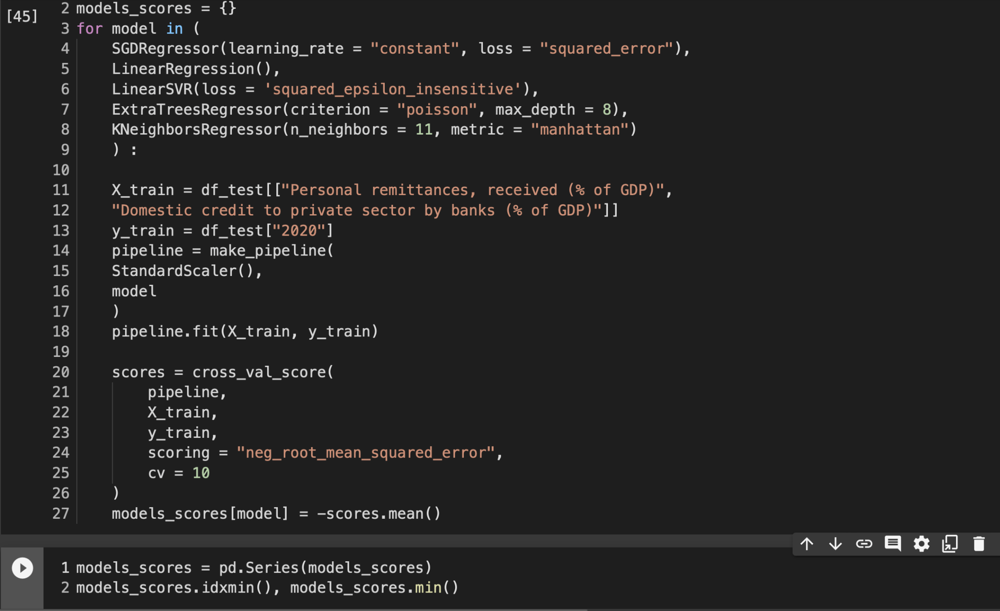 [45]
2 models_scores = {}
3 for model in (
4 SGDRegressor(learning_rate = "constant", loss = "squared_error"),
5 LinearRegression(),
6 LinearSVR(loss = 'squared_epsilon_insensitive'),
7 ExtraTreesRegressor(criterion = "poisson", max_depth = 8),
8 KNeighborsRegressor(n_neighbors = 11, metric = "manhattan")
9 ) :
10
11 X_train = df_test[["Personal remittances, received (% of GDP)",
12 "Domestic credit to private sector by banks (% of GDP)"]]
13 y_train = df_test["2020"]
14 pipeline = make_pipeline(
15 StandardScaler(),
16 model
17 )
18 pipeline.fit(X_train, y_train)
19
20 scores = cross_val_score(
21 pipeline,
22 X_train,
23 y_train,
24 scoring = "neg_root_mean_squared_error",
25 cv = 10
26 )
27 models_scores[model] = -scores.mean()
1 models_scores = pd.Series(models_scores)
2 models_scores.idxmin(), models_scores.min()